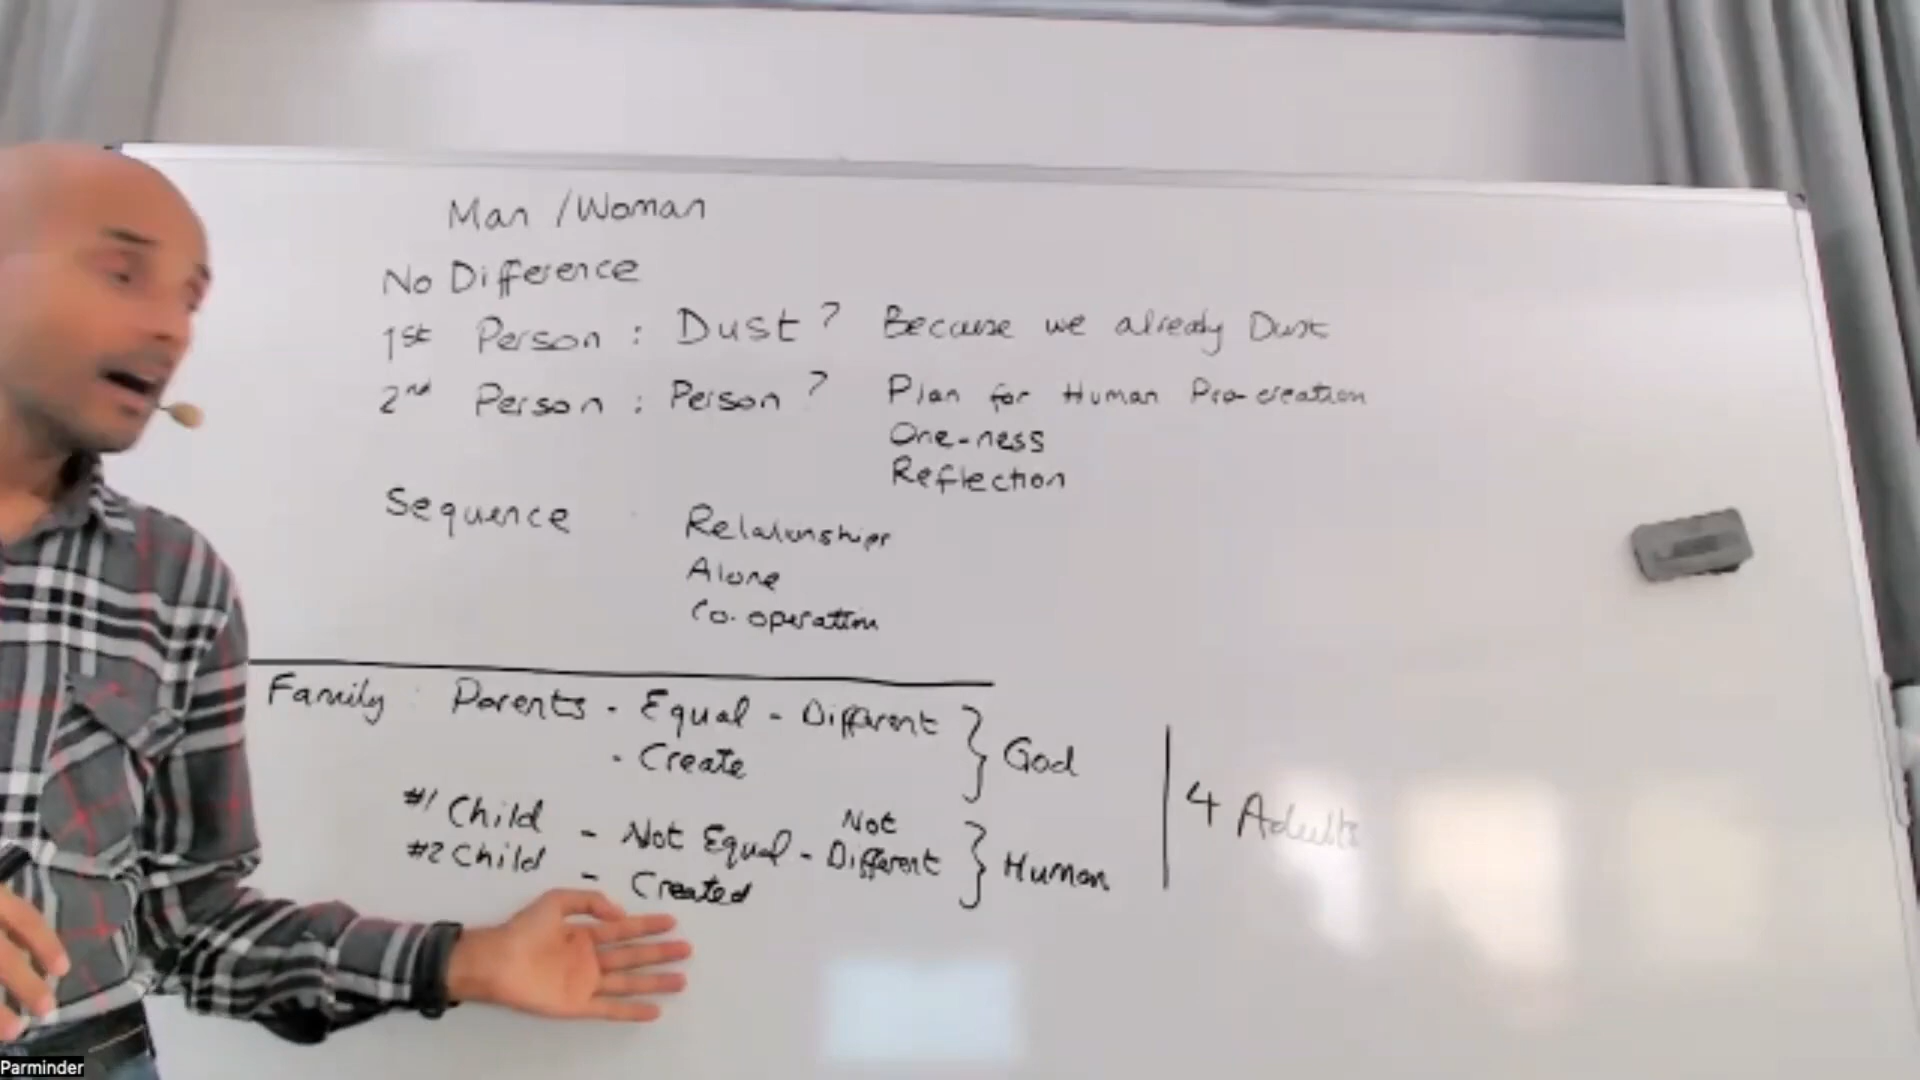 Man / Woman
No Difference
1st Person : Dust ? Because we already Dust
2nd Person : Person ? Plan for Human Pro-creation
One-ness
Reflection
Sequence Relationships
Alone
Co-operation
Family : Parents - Equal - Different } God
- Create
4 Adults
#1 Child - Not Equal - Not Different } Human
#2 Child - Created
Parminder